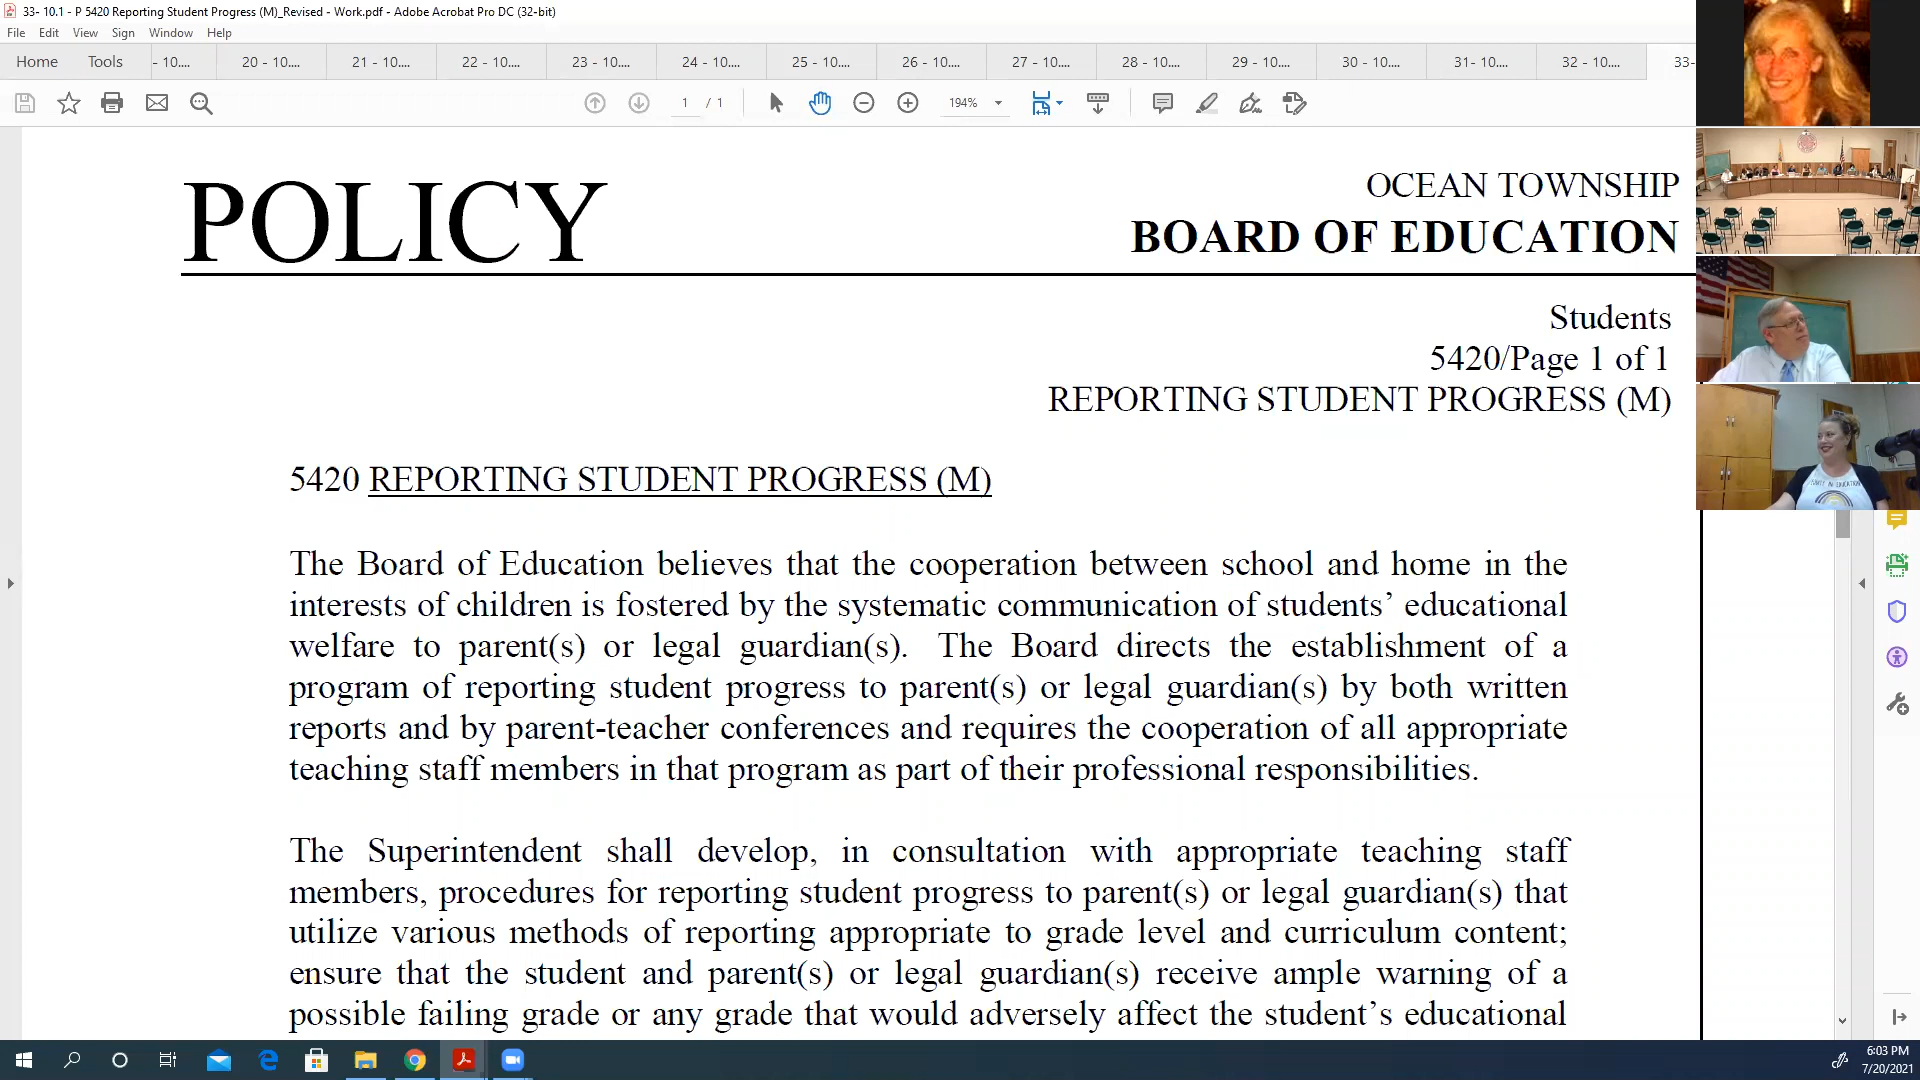 33- 10.1 - P 5420 Reporting Student Progress (M)_Revised - Work.pdf - Adobe Acrobat Pro DC (32-bit)
File Edit View Sign Window Help
Home Tools - 10.... 20 - 10.... 21 - 10.... 22 - 10.... 23 - 10.... 24 - 10.... 25 - 10.... 26 - 10.... 27 - 10.... 28 - 10.... 29 - 10.... 30 - 10.... 31- 10.... 32 - 10.... 33-
1 / 1 194%
POLICY
OCEAN TOWNSHIP
BOARD OF EDUCATION
Students
5420/Page 1 of 1
REPORTING STUDENT PROGRESS (M)
5420 REPORTING STUDENT PROGRESS (M)
The Board of Education believes that the cooperation between school and home in the
interests of children is fostered by the systematic communication of students’ educational
welfare to parent(s) or legal guardian(s). The Board directs the establishment of a
program of reporting student progress to parent(s) or legal guardian(s) by both written
reports and by parent-teacher conferences and requires the cooperation of all appropriate
teaching staff members in that program as part of their professional responsibilities.
The Superintendent shall develop, in consultation with appropriate teaching staff
members, procedures for reporting student progress to parent(s) or legal guardian(s) that
utilize various methods of reporting appropriate to grade level and curriculum content;
ensure that the student and parent(s) or legal guardian(s) receive ample warning of a
possible failing grade or any grade that would adversely affect the student’s educational
6:03 PM
7/20/2021